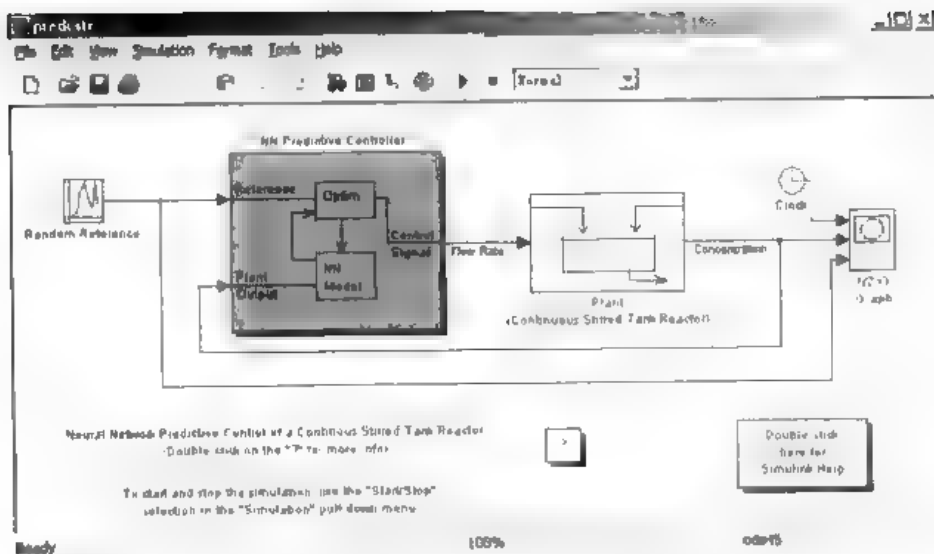 predcstr
File Edit View Simulation Format Tools Help
Normal
NN Predictive Controller
Random Reference
Reference
Optim
Control
Signal
Plant
Output
NN
Model
Flow Rate
Plant
(Continuous Stirred Tank Reactor)
Concentration
Clock
Graph
Neural Network Predictive Control of a Continuous Stirred Tank Reactor
(Double click on the "?" for more info)
?
Double click
here for
Simulink Help
To start and stop the simulation, use the "Start/Stop"
selection in the "Simulation" pull-down menu
Ready
100%
ode45